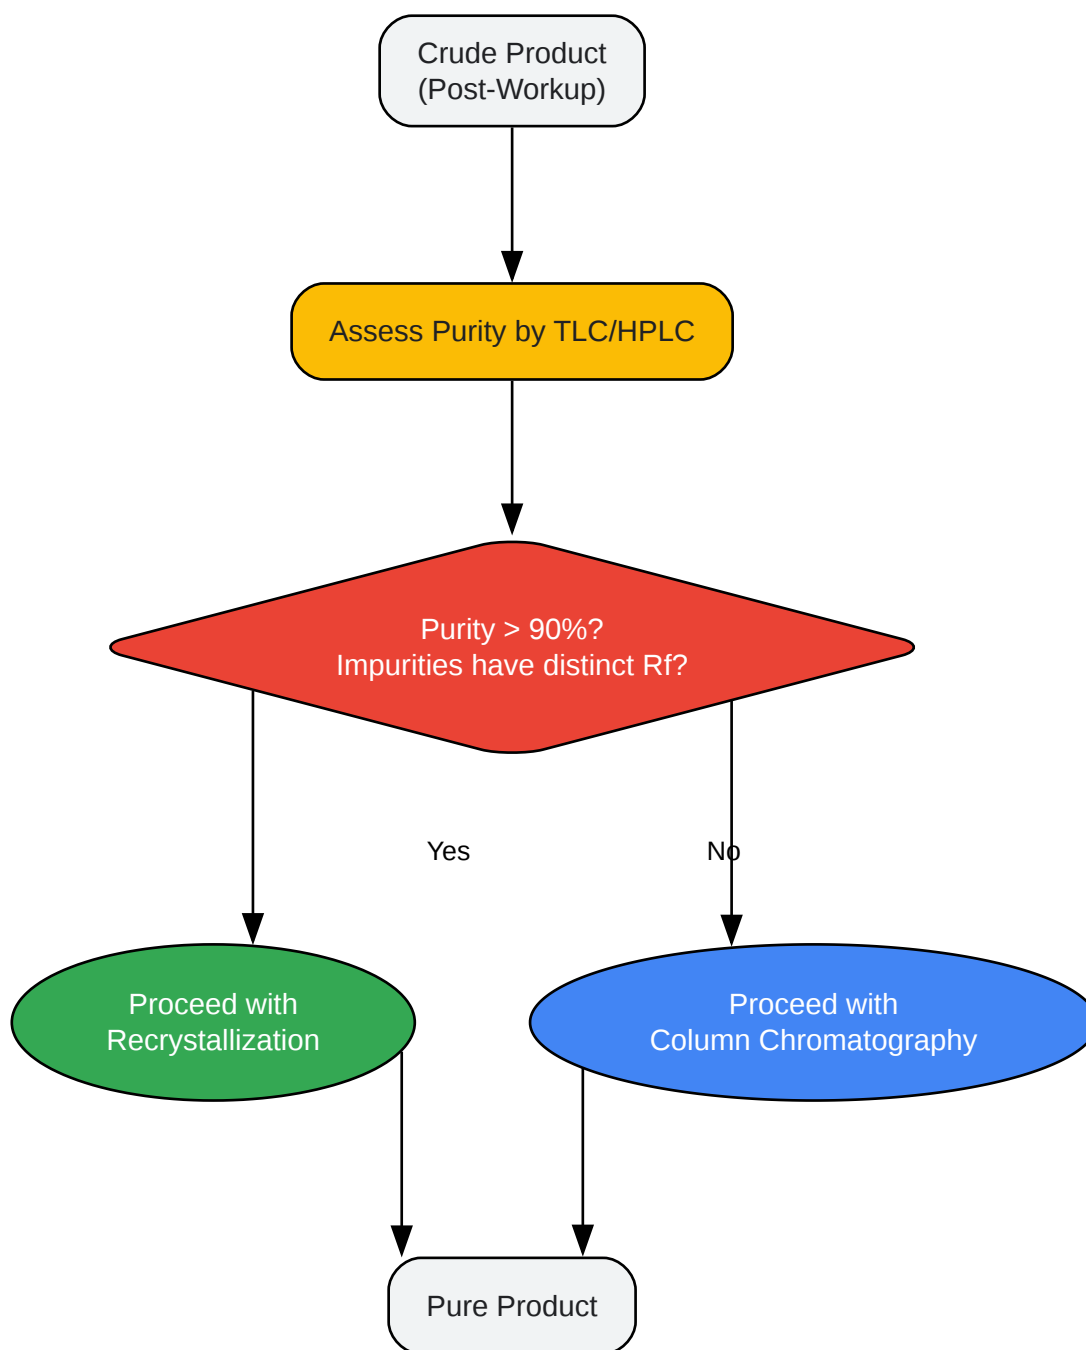 Crude Product
(Post-Workup)
Assess Purity by TLC/HPLC
Purity > 90%?
Impurities have distinct Rf?
Yes
No
Proceed with
Recrystallization
Proceed with
Column Chromatography
Pure Product